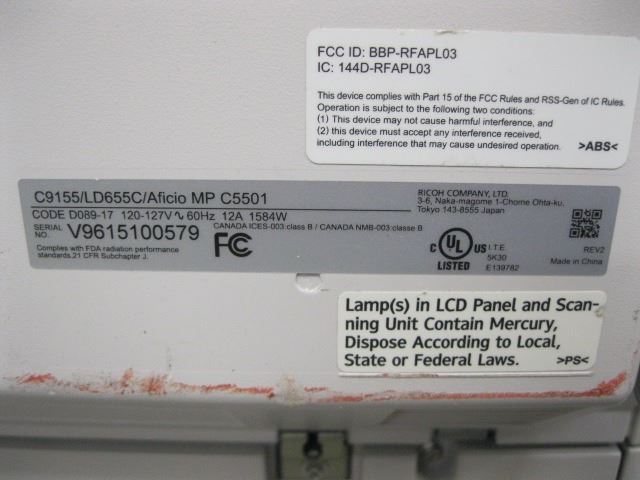 FCC ID: BBP-RFAPL03
IC: 144D-RFAPL03
This device complies with Part 15 of the FCC Rules and RSS-Gen of IC Rules.
Operation is subject to the following two conditions:
(1) This device may not cause harmful interference, and
(2) this device must accept any interference received,
including interference that may cause undesired operation. >ABS<
C9155/LD655C/Aficio MP C5501
CODE D089-17 120-127V∿60Hz 12A 1584W
SERIAL NO. V9615100579
CANADA ICES-003:class B / CANADA NMB-003:classe B
FC
Complies with FDA radiation performance
standards,21 CFR Subchapter J.
RICOH COMPANY, LTD.
3-6, Naka-magome 1-Chome Ohta-ku,
Tokyo 143-8555 Japan
C UL US
LISTED
I.T.E.
5K30
E139782
REV2
Made in China
Lamp(s) in LCD Panel and Scan-
ning Unit Contain Mercury,
Dispose According to Local,
State or Federal Laws. >PS<